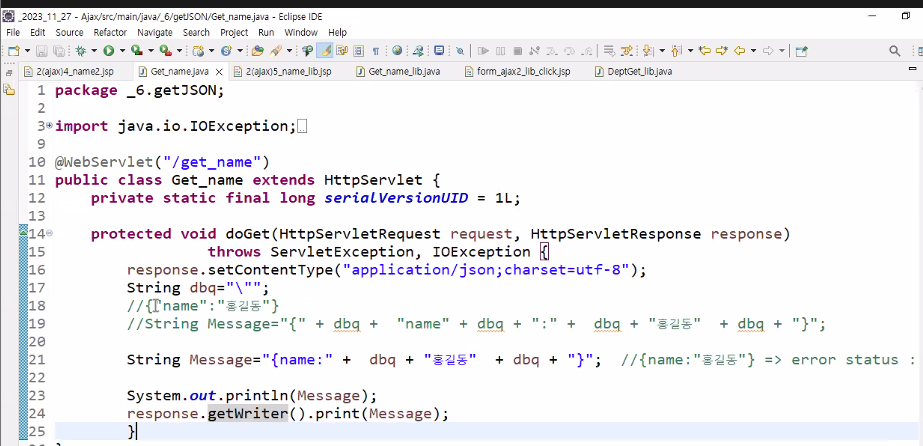 _2023_11_27 - Ajax/src/main/java/_6/getJSON/Get_name.java - Eclipse IDE
File Edit Source Refactor Navigate Search Project Run Window Help
2(ajax)4_name2.jsp Get_name.java 2(ajax)5_name_lib.jsp Get_name_lib.java form_ajax2_lib_click.jsp DeptGet_lib.java
1 package _6.getJSON;
2
3 import java.io.IOException;
9
10 @WebServlet("/get_name")
11 public class Get_name extends HttpServlet {
12 private static final long serialVersionUID = 1L;
13
14 protected void doGet(HttpServletRequest request, HttpServletResponse response)
15 throws ServletException, IOException {
16 response.setContentType("application/json;charset=utf-8");
17 String dbq="\"";
18 //{"name":"홍길동"}
19 //String Message="{" + dbq + "name" + dbq + ":" + dbq + "홍길동" + dbq + "}";
20
21 String Message="{name:" + dbq + "홍길동" + dbq + "}"; //{name:"홍길동"} => error status :
22
23 System.out.println(Message);
24 response.getWriter().print(Message);
25 }